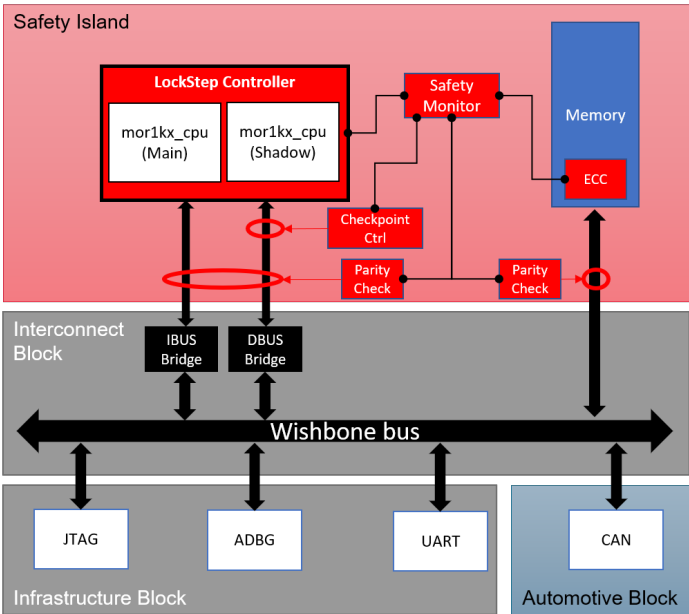 Safety Island
LockStep Controller
mor1kx_cpu
(Main)
mor1kx_cpu
(Shadow)
Safety
Monitor
Memory
ECC
Checkpoint
Ctrl
Parity
Check
Parity
Check
Interconnect
Block
IBUS
Bridge
DBUS
Bridge
Wishbone bus
JTAG
ADBG
UART
CAN
Infrastructure Block
Automotive Block